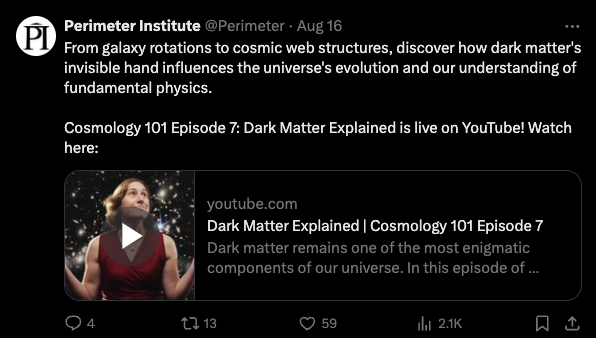 PI
Perimeter Institute @Perimeter · Aug 16
From galaxy rotations to cosmic web structures, discover how dark matter's
invisible hand influences the universe's evolution and our understanding of
fundamental physics.
Cosmology 101 Episode 7: Dark Matter Explained is live on YouTube! Watch
here:
youtube.com
Dark Matter Explained | Cosmology 101 Episode 7
Dark matter remains one of the most enigmatic
components of our universe. In this episode of ...
4 13 59 2.1K